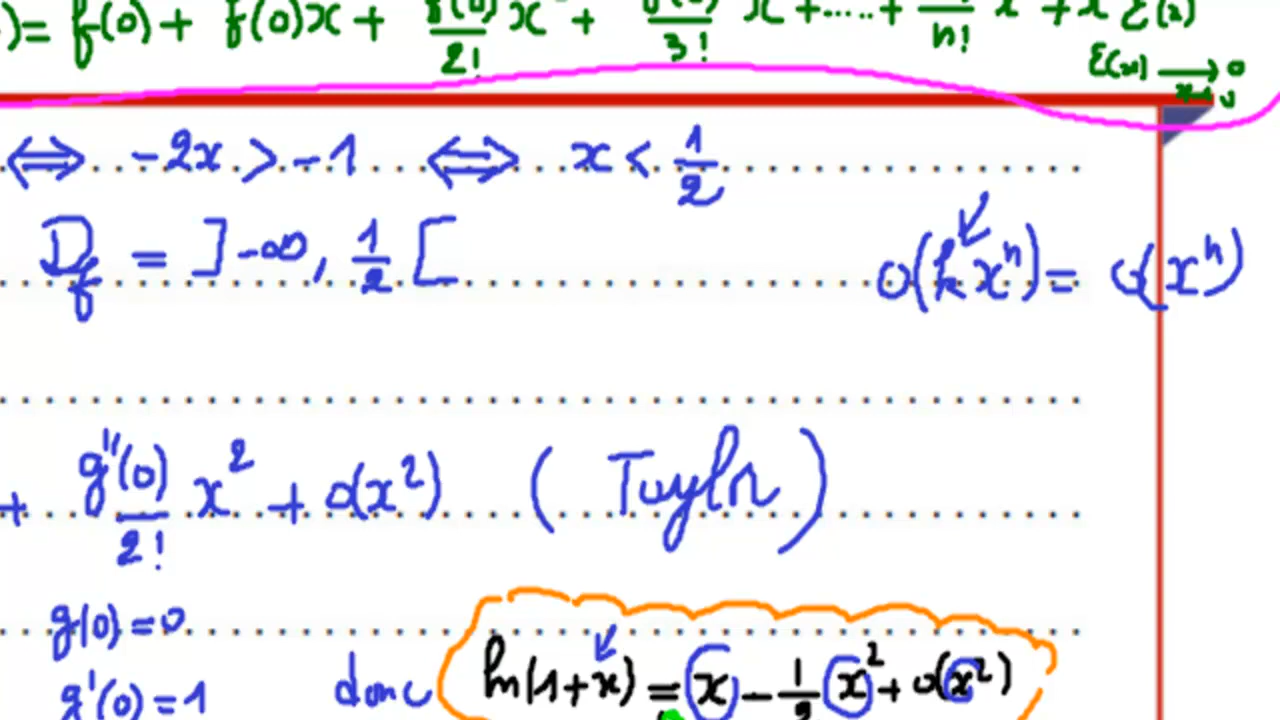 )= f(0) + f'(0)x + f''(0)/2! x² + f'''(0)/3! x³ + ..... + /n! xⁿ + xⁿ ε(x)
ε(x) → 0
x→0
⟺ -2x > -1 ⟺ x < 1/2
D_f = ]-∞, 1/2[
o(kxⁿ) = o(xⁿ)
+ g''(0)/2! x² + o(x²) (Taylor)
g(0) = 0
g'(0) = 1 donc ln(1+x) = x - 1/2 x² + o(x²)